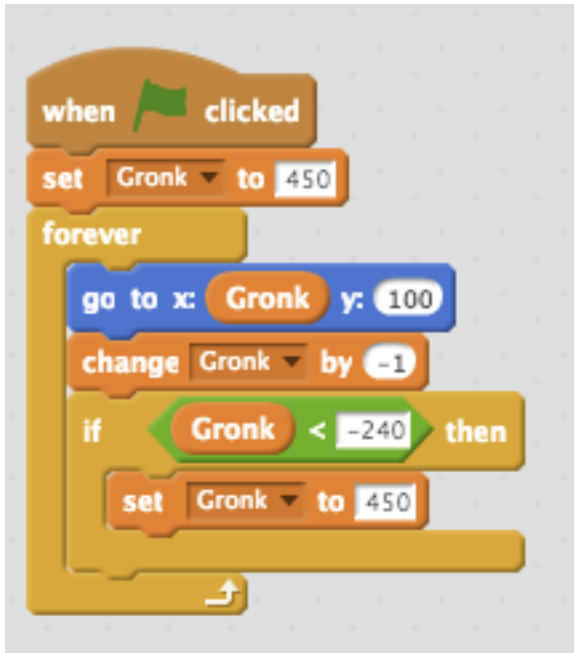 when clicked
set Gronk to 450
forever
go to x: Gronk y: 100
change Gronk by -1
if Gronk < -240 then
set Gronk to 450